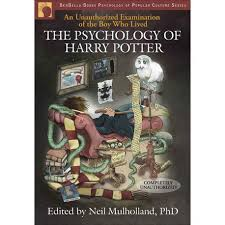 BenBella Books Psychology of Popular Culture Series
An Unauthorized Examination
of the Boy Who Lived
THE PSYCHOLOGY OF
HARRY POTTER
COMPLETELY
UNAUTHORIZED
Edited by Neil Mulholland, PhD